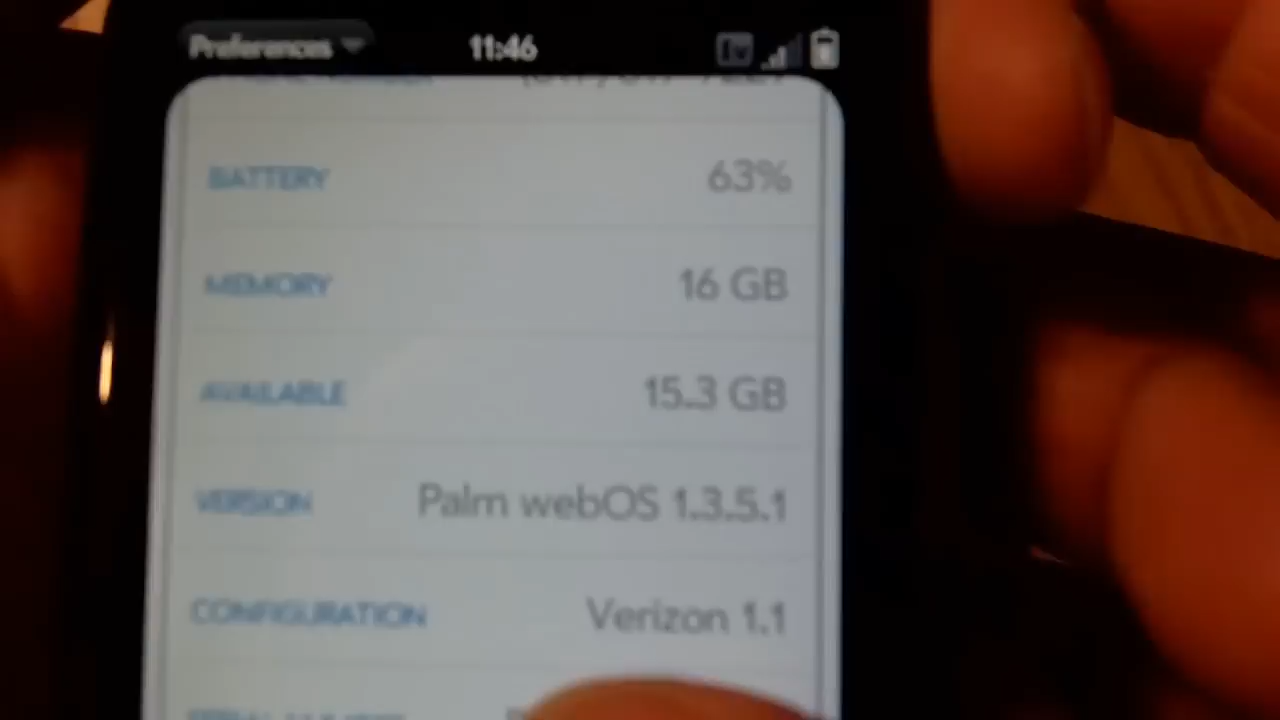 Preferences 11:46 Ev
BATTERY 63%
MEMORY 16 GB
AVAILABLE 15.3 GB
VERSION Palm webOS 1.3.5.1
CONFIGURATION Verizon 1.1